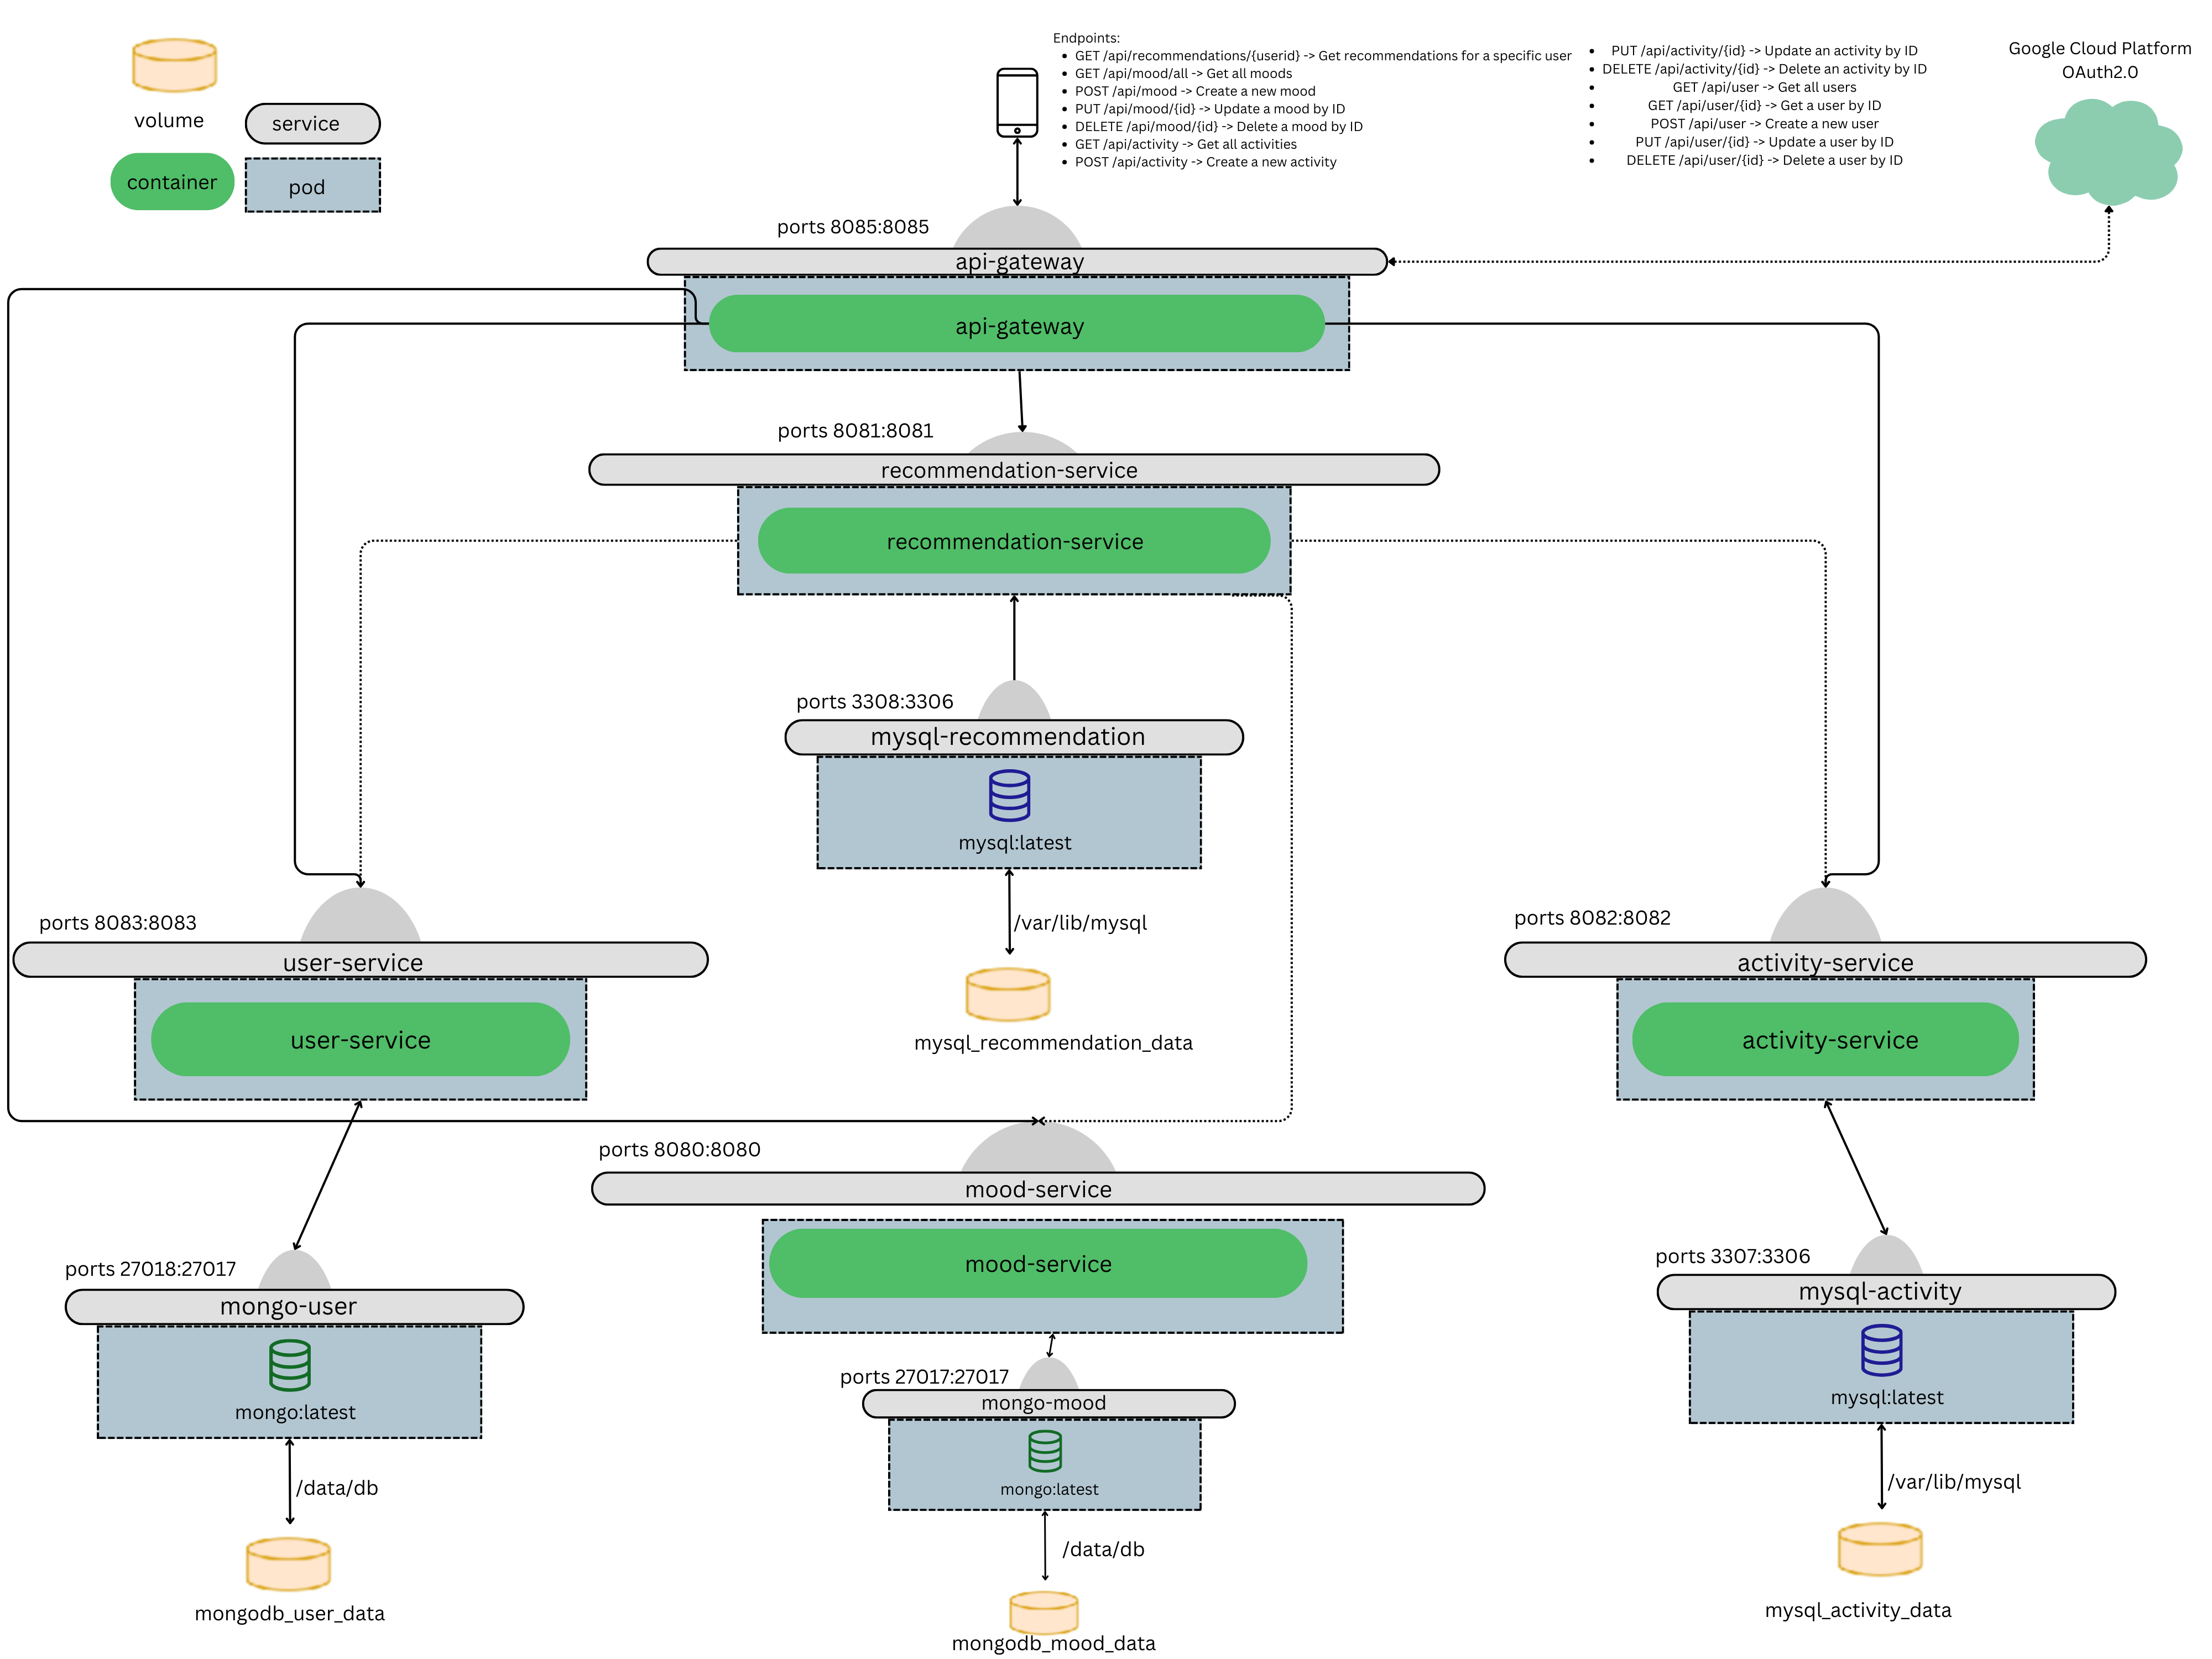 volume
service
container
pod
Endpoints:
GET /api/recommendations/{userid} -> Get recommendations for a specific user
GET /api/mood/all -> Get all moods
POST /api/mood -> Create a new mood
PUT /api/mood/{id} -> Update a mood by ID
DELETE /api/mood/{id} -> Delete a mood by ID
GET /api/activity -> Get all activities
POST /api/activity -> Create a new activity
PUT /api/activity/{id} -> Update an activity by ID
DELETE /api/activity/{id} -> Delete an activity by ID
GET /api/user -> Get all users
GET /api/user/{id} -> Get a user by ID
POST /api/user -> Create a new user
PUT /api/user/{id} -> Update a user by ID
DELETE /api/user/{id} -> Delete a user by ID
Google Cloud Platform
OAuth2.0
ports 8085:8085
api-gateway
api-gateway
ports 8081:8081
recommendation-service
recommendation-service
ports 3308:3306
mysql-recommendation
mysql:latest
/var/lib/mysql
mysql_recommendation_data
ports 8083:8083
user-service
user-service
ports 8082:8082
activity-service
activity-service
ports 8080:8080
mood-service
mood-service
ports 27018:27017
mongo-user
mongo:latest
/data/db
mongodb_user_data
ports 27017:27017
mongo-mood
mongo:latest
/data/db
mongodb_mood_data
ports 3307:3306
mysql-activity
mysql:latest
/var/lib/mysql
mysql_activity_data